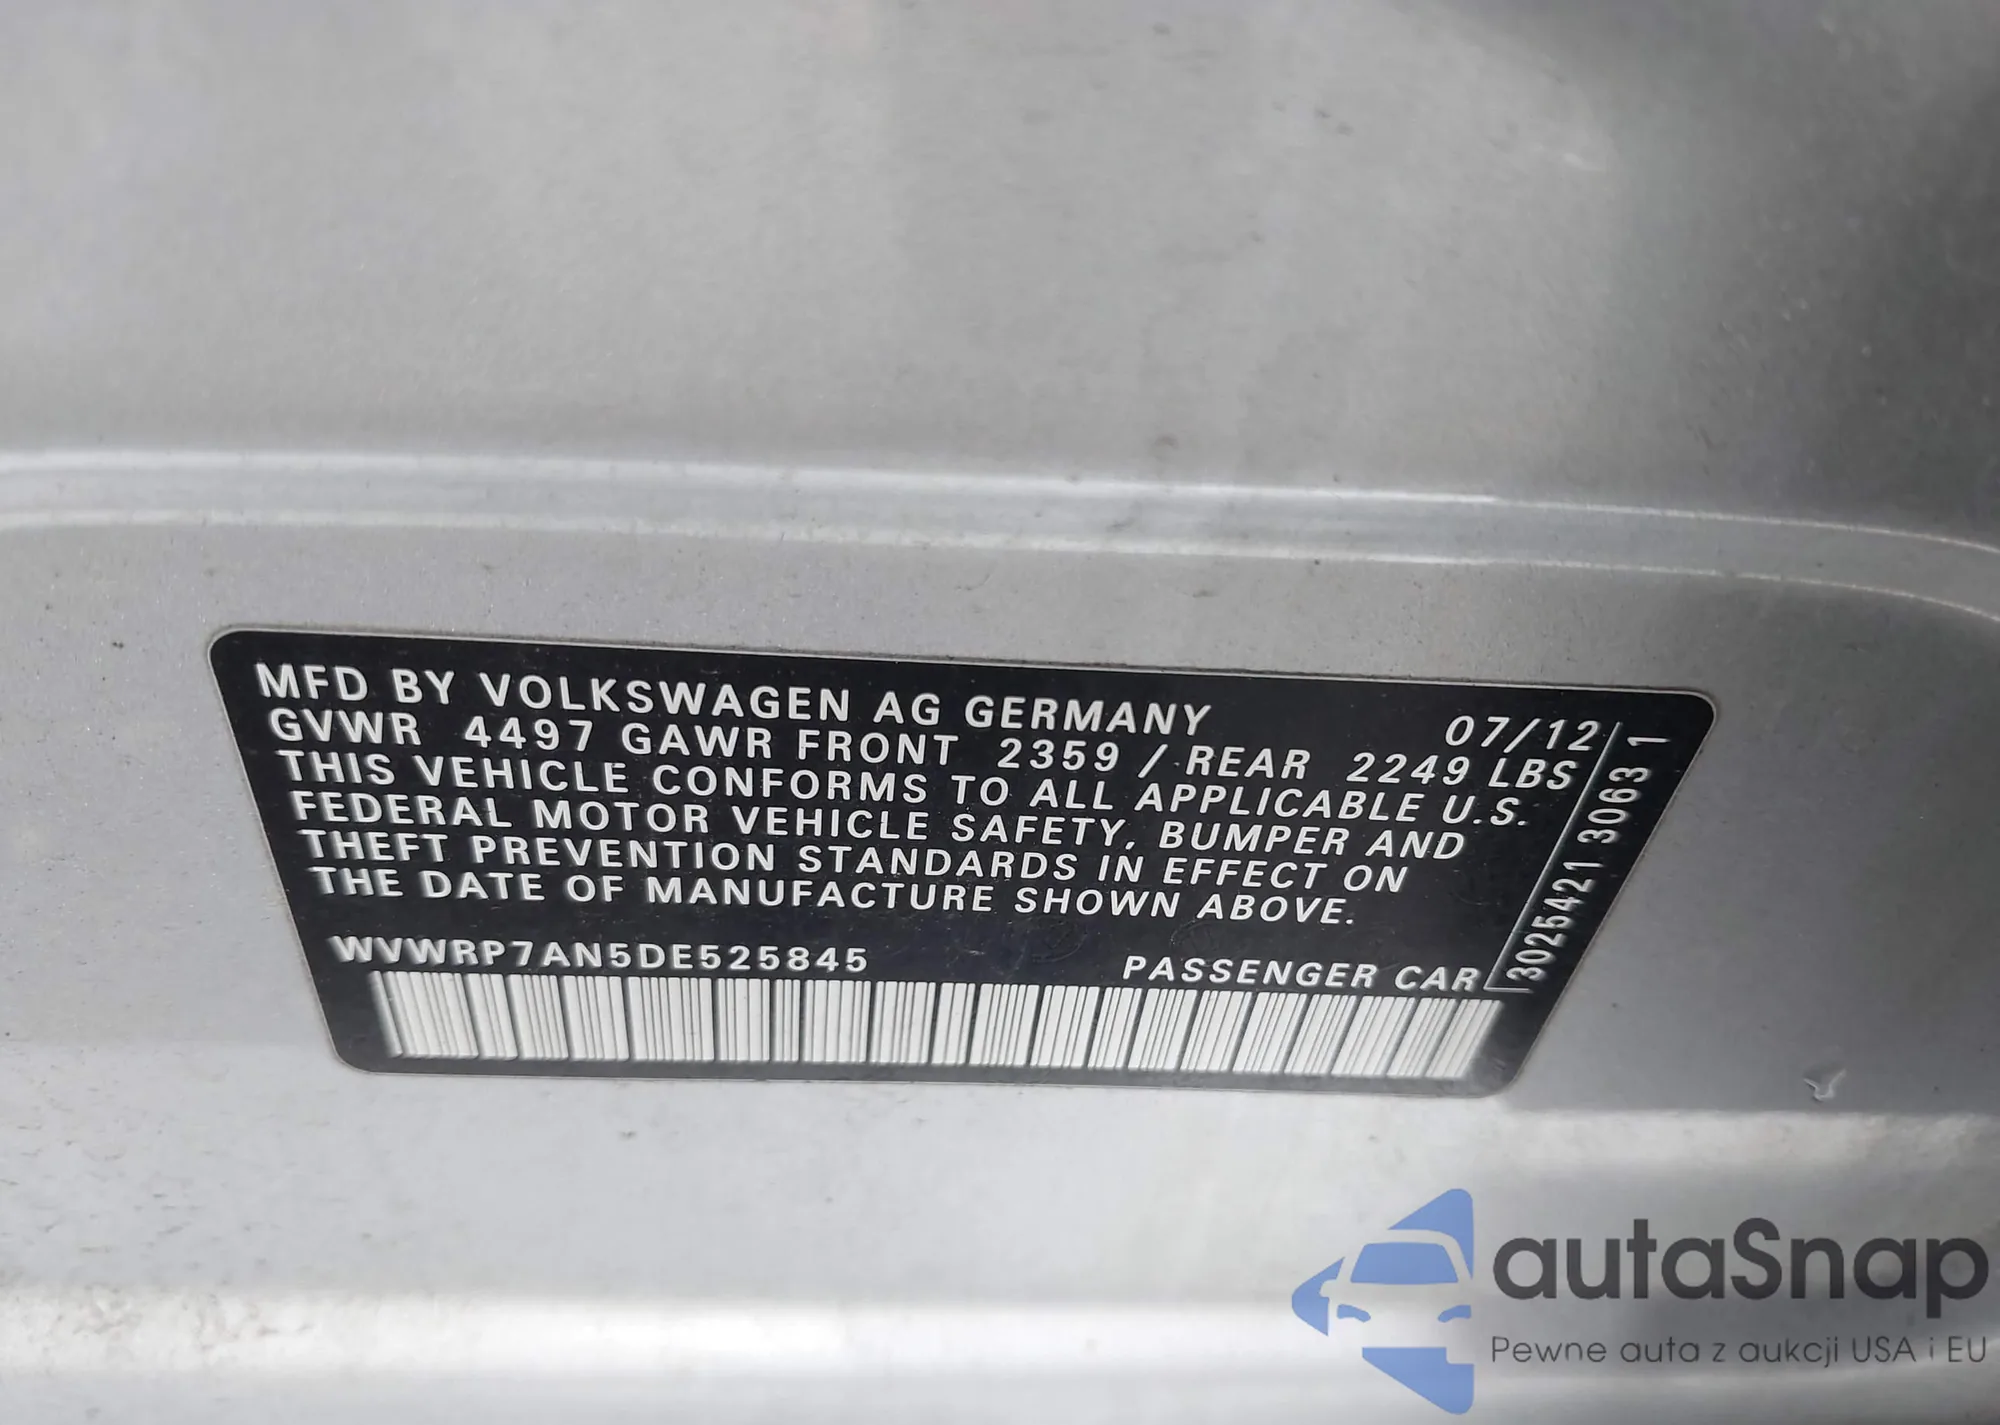 MFD BY VOLKSWAGEN AG GERMANY 07/12
GVWR 4497 GAWR FRONT 2359 / REAR 2249 LBS
THIS VEHICLE CONFORMS TO ALL APPLICABLE U.S.
FEDERAL MOTOR VEHICLE SAFETY, BUMPER AND
THEFT PREVENTION STANDARDS IN EFFECT ON
THE DATE OF MANUFACTURE SHOWN ABOVE.
WVWRP7AN5DE525845 PASSENGER CAR
3025421 3063 1
autaSnap
Pewne auta z aukcji USA i EU